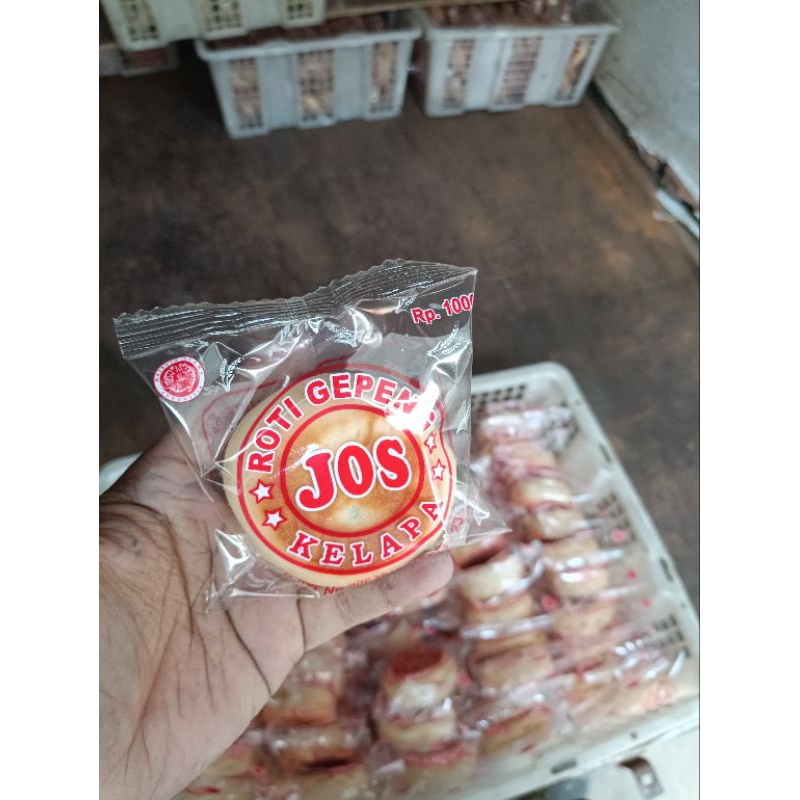 Rp. 1000
ROTI GEPENG
JOS
KELAPA